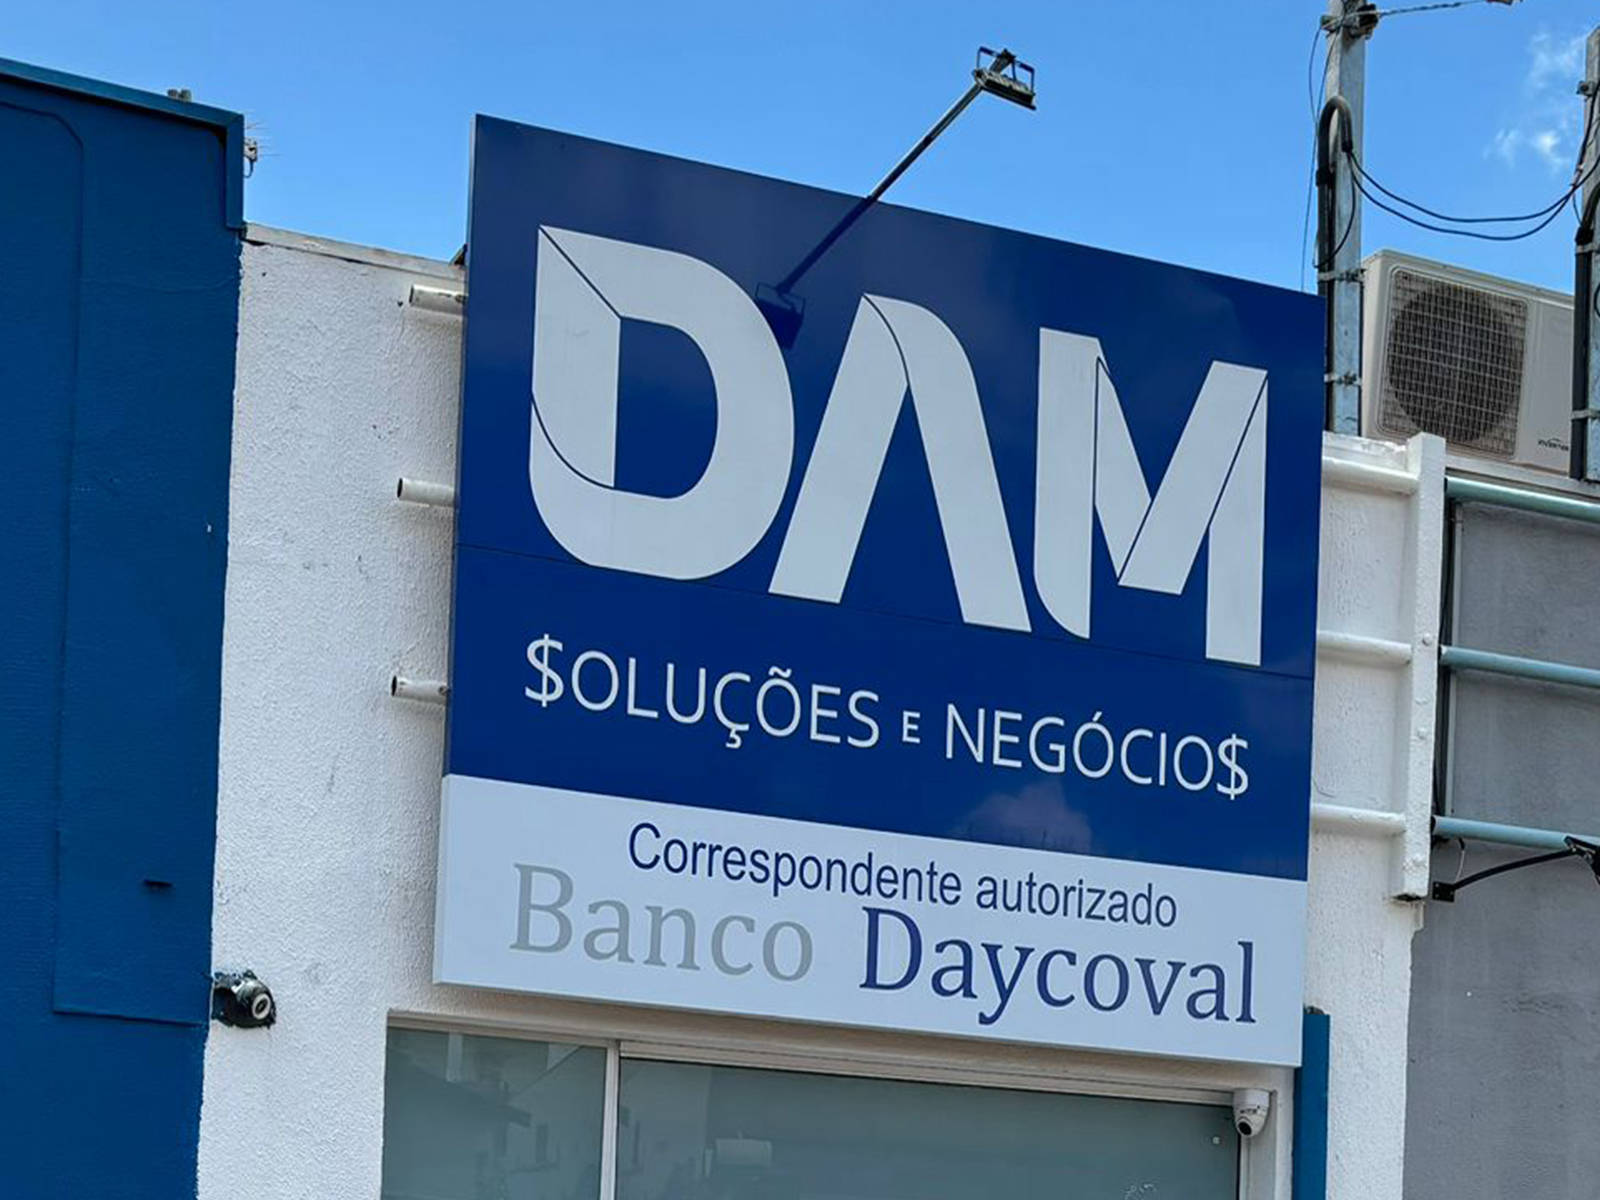 DAM
$OLUÇÕES E NEGÓCIO$
Correspondente autorizado
Banco Daycoval